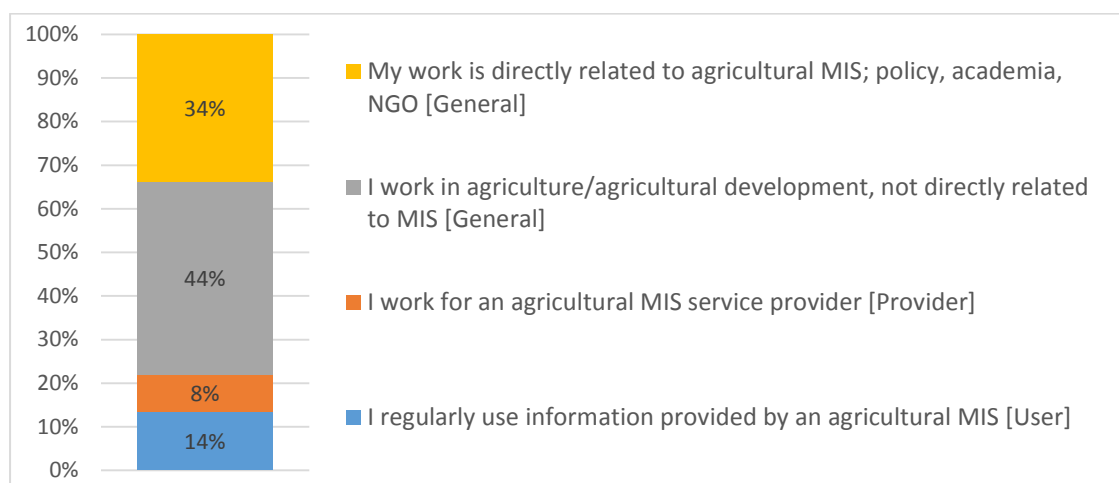 100%
90%
80%
70%
60%
50%
40%
30%
20%
10%
0%
34%
44%
8%
14%
My work is directly related to agricultural MIS; policy, academia,
NGO [General]
I work in agriculture/agricultural development, not directly related
to MIS [General]
I work for an agricultural MIS service provider [Provider]
I regularly use information provided by an agricultural MIS [User]